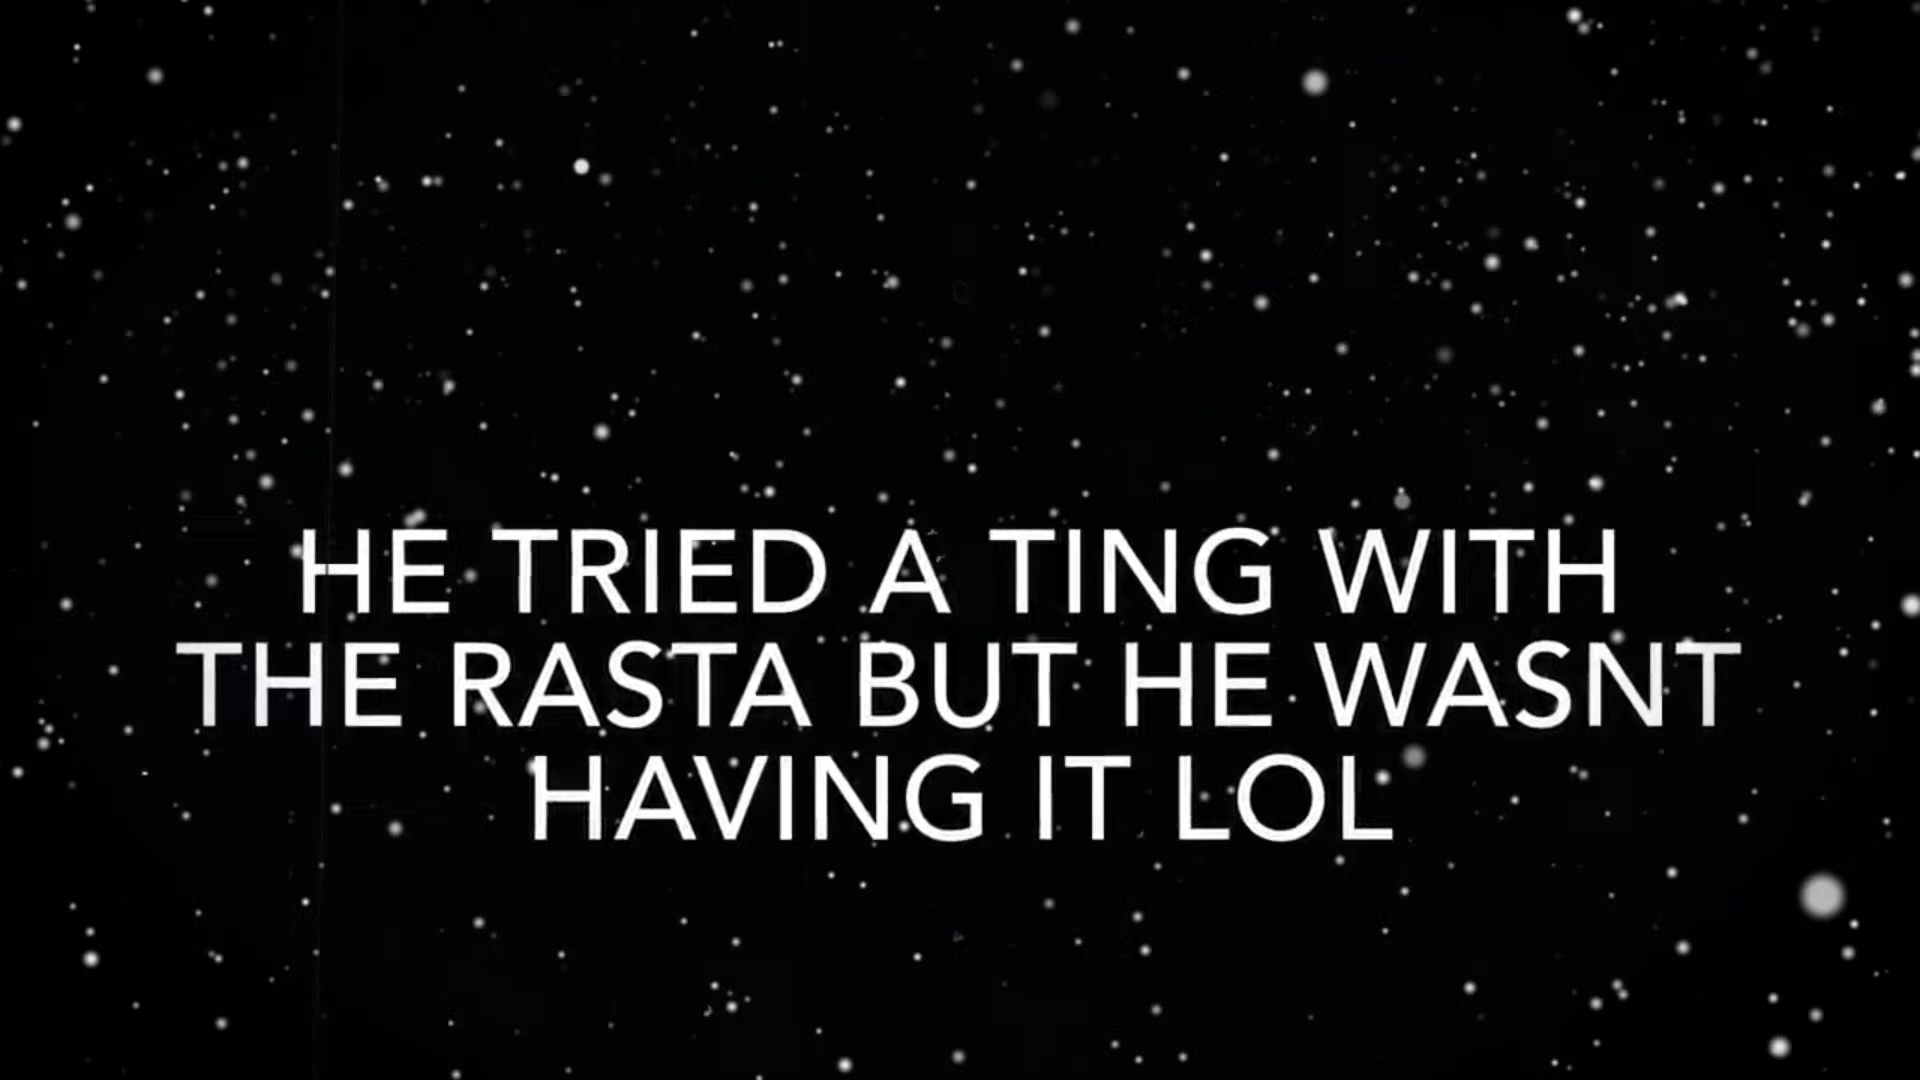 HE TRIED A TING WITH
THE RASTA BUT HE WASNT
HAVING IT LOL